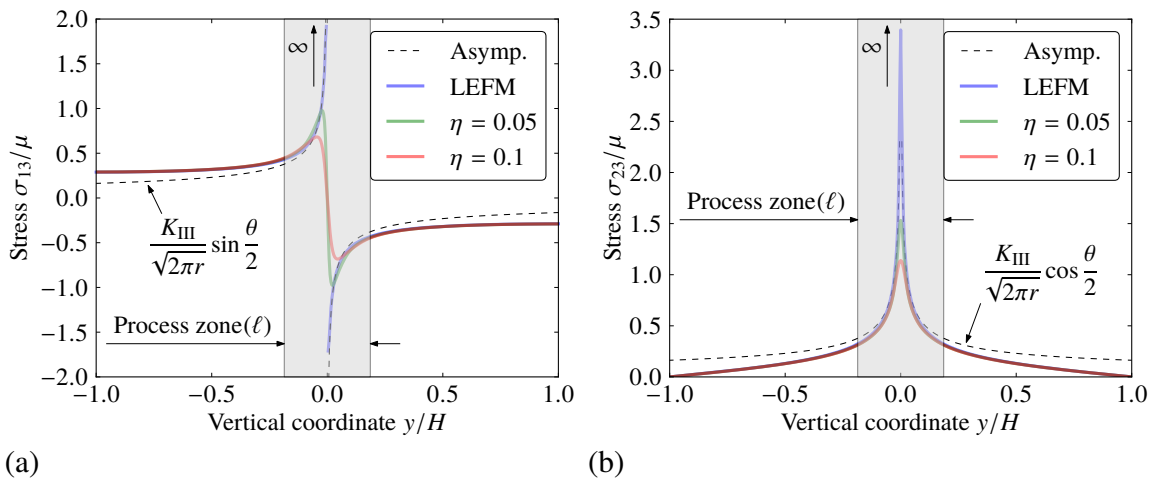 2.0
1.5
1.0
0.5
0.0
−0.5
−1.0
−1.5
−2.0
Stress σ₁₃/μ
∞
Asymp.
LEFM
η = 0.05
η = 0.1
K_III/√(2πr) sin θ/2
Process zone(ℓ)
−1.0 −0.5 0.0 0.5 1.0
Vertical coordinate y/H
(a)
3.5
3.0
2.5
2.0
1.5
1.0
0.5
0.0
Stress σ₂₃/μ
∞
Asymp.
LEFM
η = 0.05
η = 0.1
Process zone(ℓ)
K_III/√(2πr) cos θ/2
−1.0 −0.5 0.0 0.5 1.0
Vertical coordinate y/H
(b)